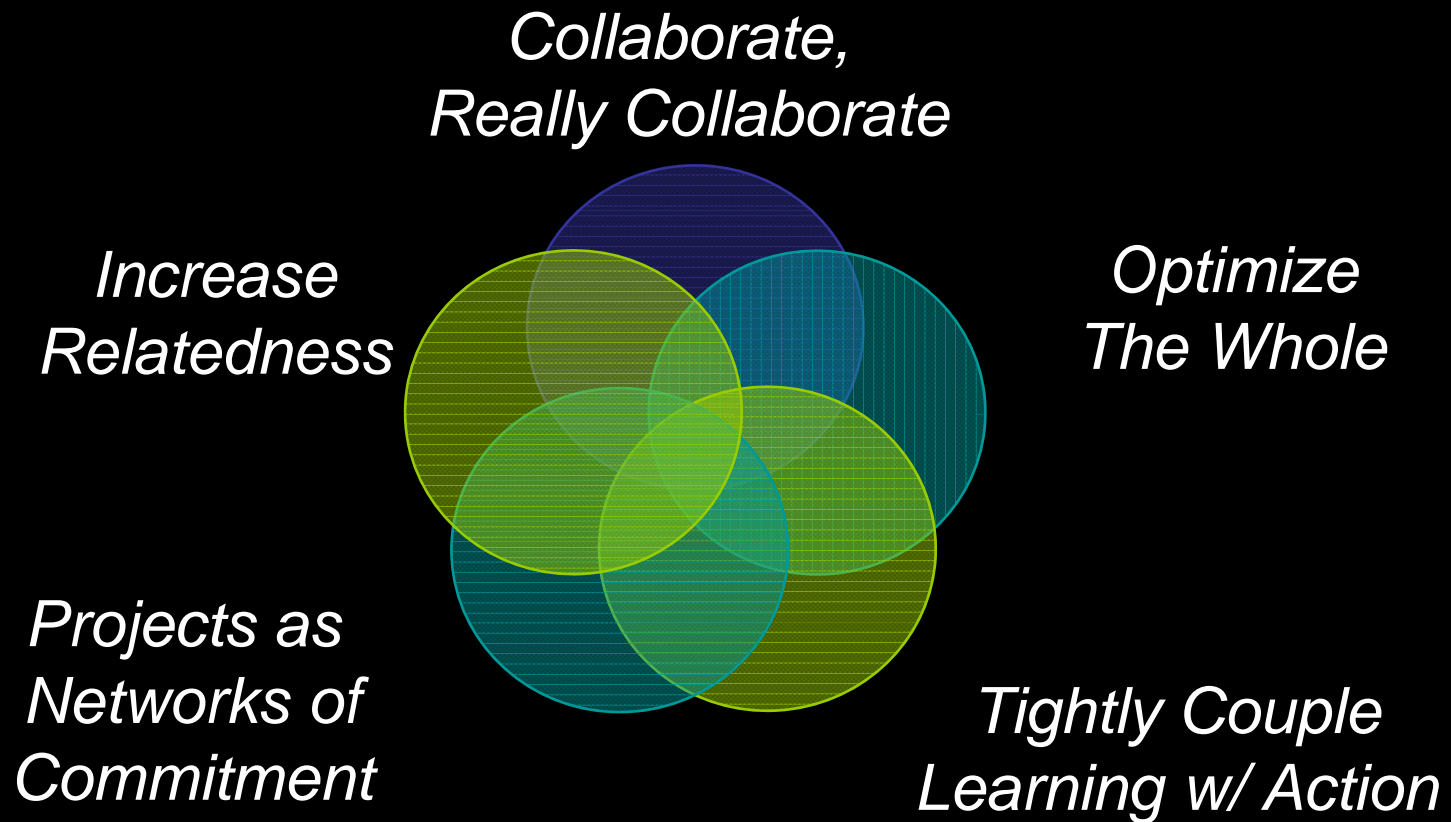 Collaborate,
Really Collaborate
Increase
Relatedness
Optimize
The Whole
Projects as
Networks of
Commitment
Tightly Couple
Learning w/ Action